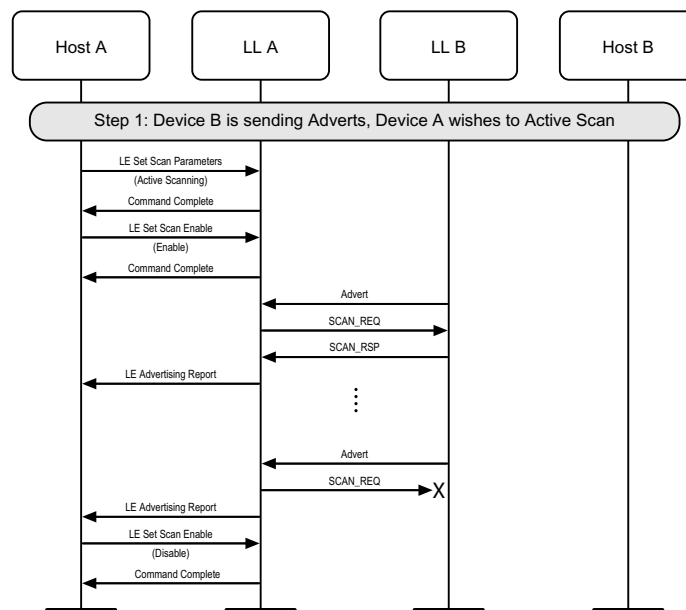 Host A
LL A
LL B
Host B
Step 1: Device B is sending Adverts, Device A wishes to Active Scan
LE Set Scan Parameters
(Active Scanning)
Command Complete
LE Set Scan Enable
(Enable)
Command Complete
Advert
SCAN_REQ
SCAN_RSP
LE Advertising Report
Advert
SCAN_REQ
X
LE Advertising Report
LE Set Scan Enable
(Disable)
Command Complete